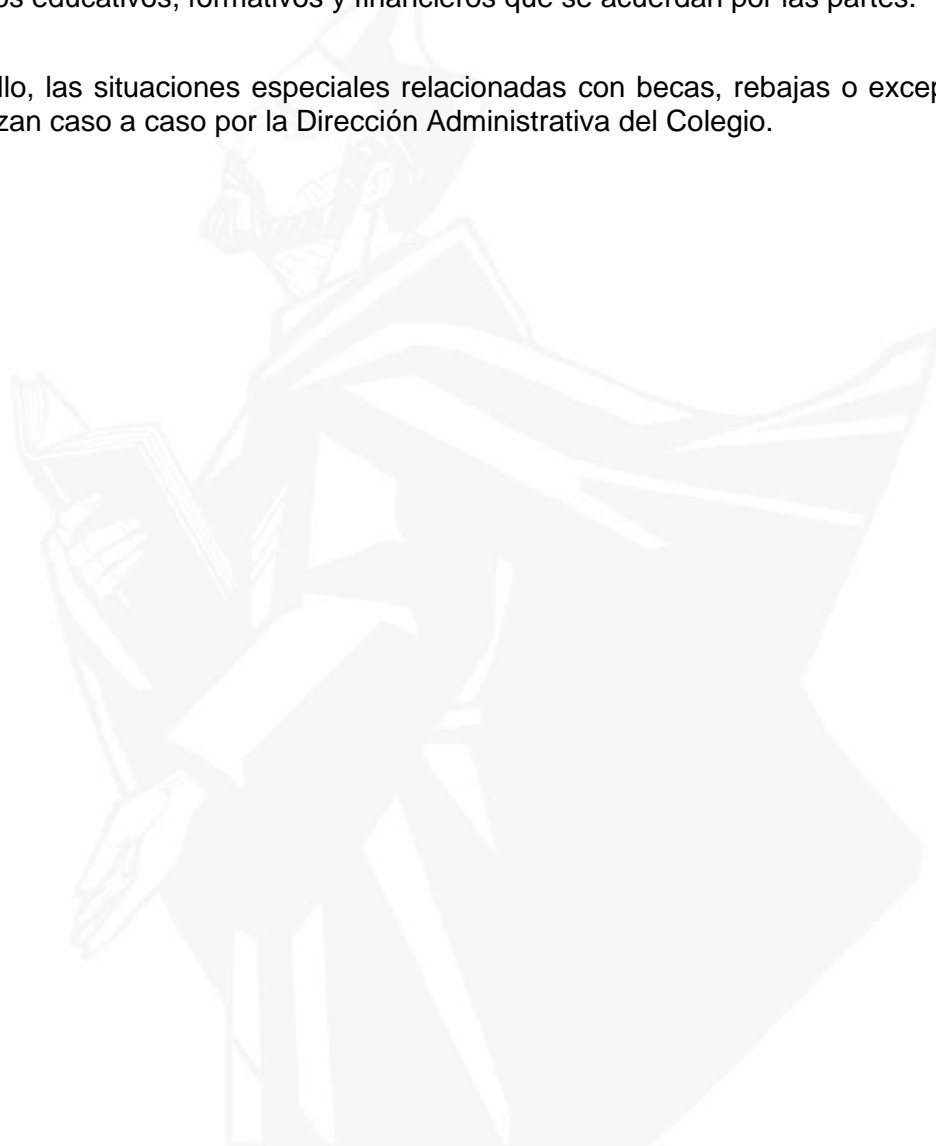 os educativos, formativos y financieros que se acuerdan por las partes.
llo, las situaciones especiales relacionadas con becas, rebajas o excep
zan caso a caso por la Dirección Administrativa del Colegio.